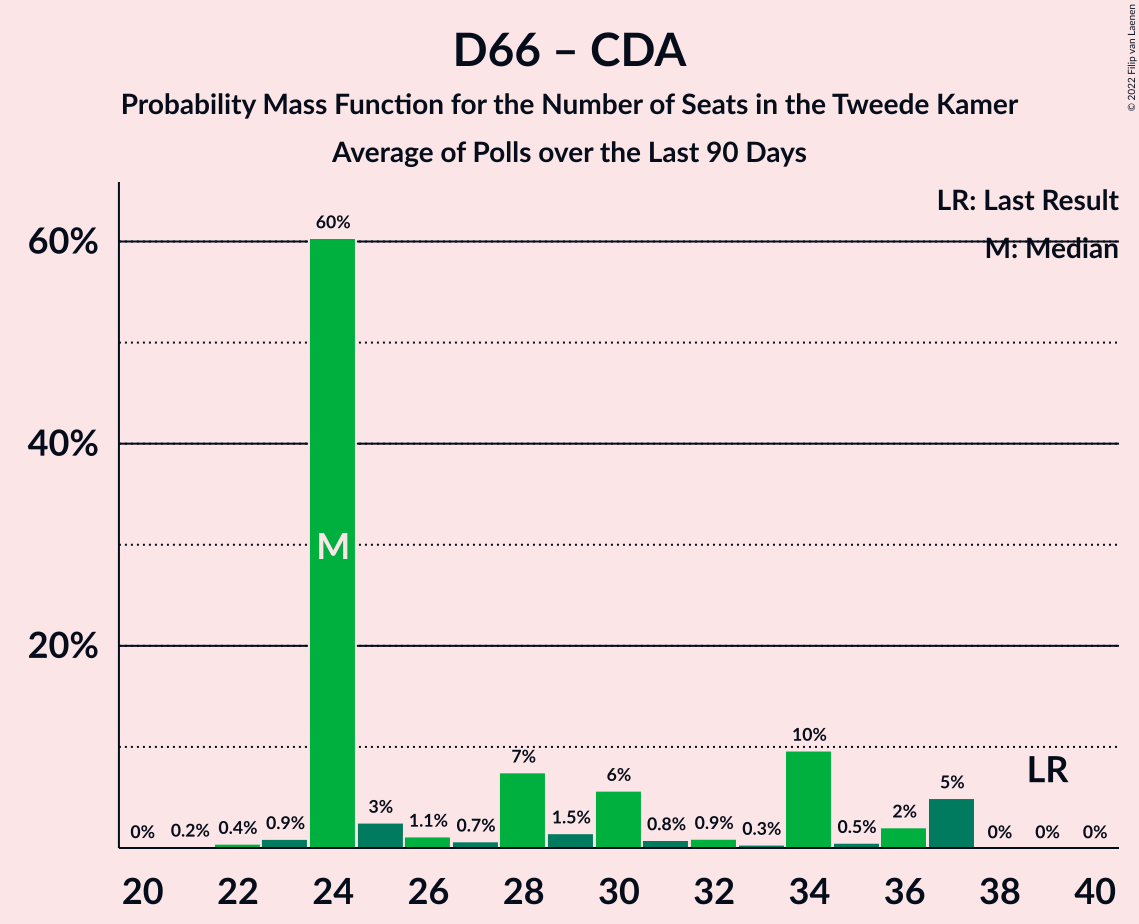 D66 – CDA
Probability Mass Function for the Number of Seats in the Tweede Kamer
Average of Polls over the Last 90 Days
© 2022 Filip van Laenen
LR: Last Result
M: Median
60%
40%
20%
0%
0.2%
0.4%
0.9%
60%
M
3%
1.1%
0.7%
7%
1.5%
6%
0.8%
0.9%
0.3%
10%
0.5%
2%
5%
0%
0%
0%
LR
20 22 24 26 28 30 32 34 36 38 40